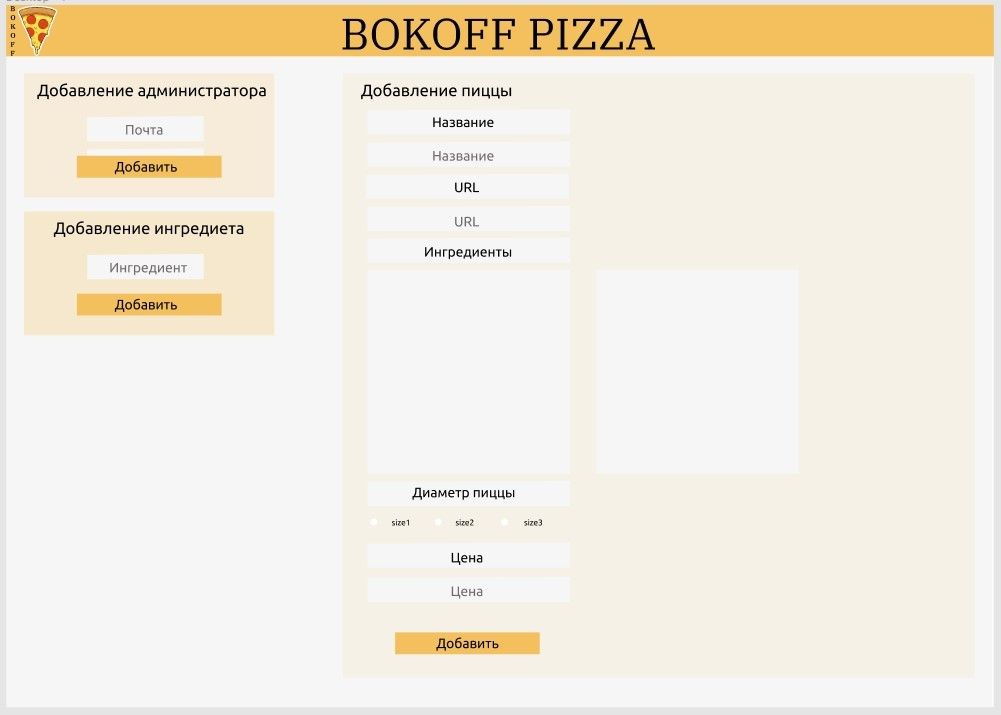 BOKOFF
BOKOFF PIZZA
Добавление администратора
Почта
Добавить
Добавление ингредиета
Ингредиент
Добавить
Добавление пиццы
Название
Название
URL
URL
Ингредиенты
Диаметр пиццы
size1 size2 size3
Цена
Цена
Добавить